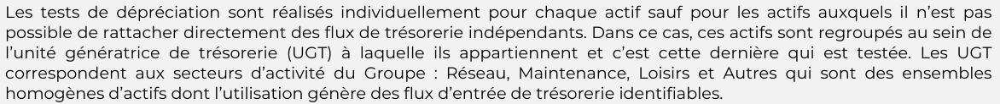 Les tests de dépréciation sont réalisés individuellement pour chaque actif sauf pour les actifs auxquels il n’est pas
possible de rattacher directement des flux de trésorerie indépendants. Dans ce cas, ces actifs sont regroupés au sein de
l’unité génératrice de trésorerie (UGT) à laquelle ils appartiennent et c’est cette dernière qui est testée. Les UGT
correspondent aux secteurs d’activité du Groupe : Réseau, Maintenance, Loisirs et Autres qui sont des ensembles
homogènes d’actifs dont l’utilisation génère des flux d’entrée de trésorerie identifiables.